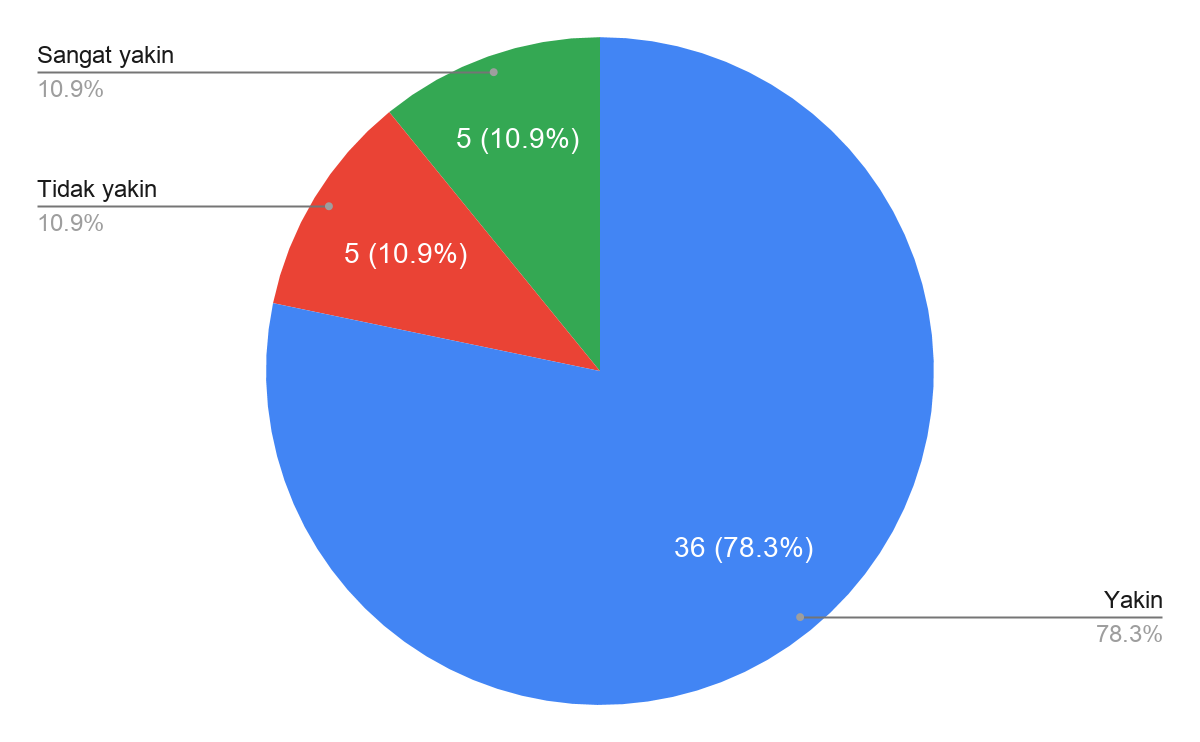 Sangat yakin
10.9%
5 (10.9%)
Tidak yakin
10.9%
5 (10.9%)
36 (78.3%)
Yakin
78.3%